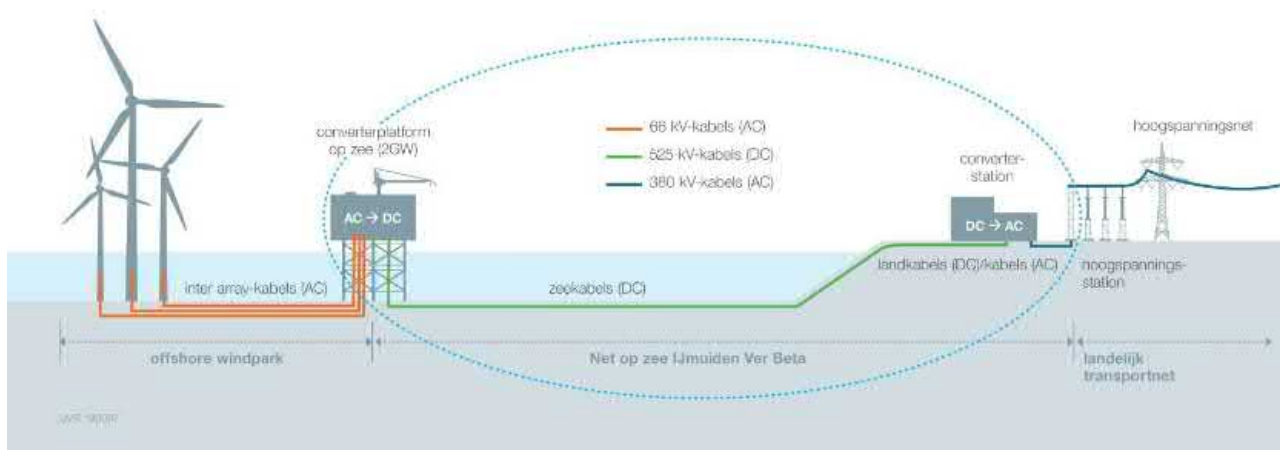 converterplatform
op zee (2GW)
66 kV-kabels (AC)
525 kV-kabels (DC)
380 kV-kabels (AC)
hoogspanningsnet
converter-
station
AC → DC
DC → AC
inter array-kabels (AC)
zeekabels (DC)
landkabels (DC)/kabels (AC)
hoogspannings-
station
offshore windpark
Net op zee IJmuiden Ver Beta
landelijk
transportnet